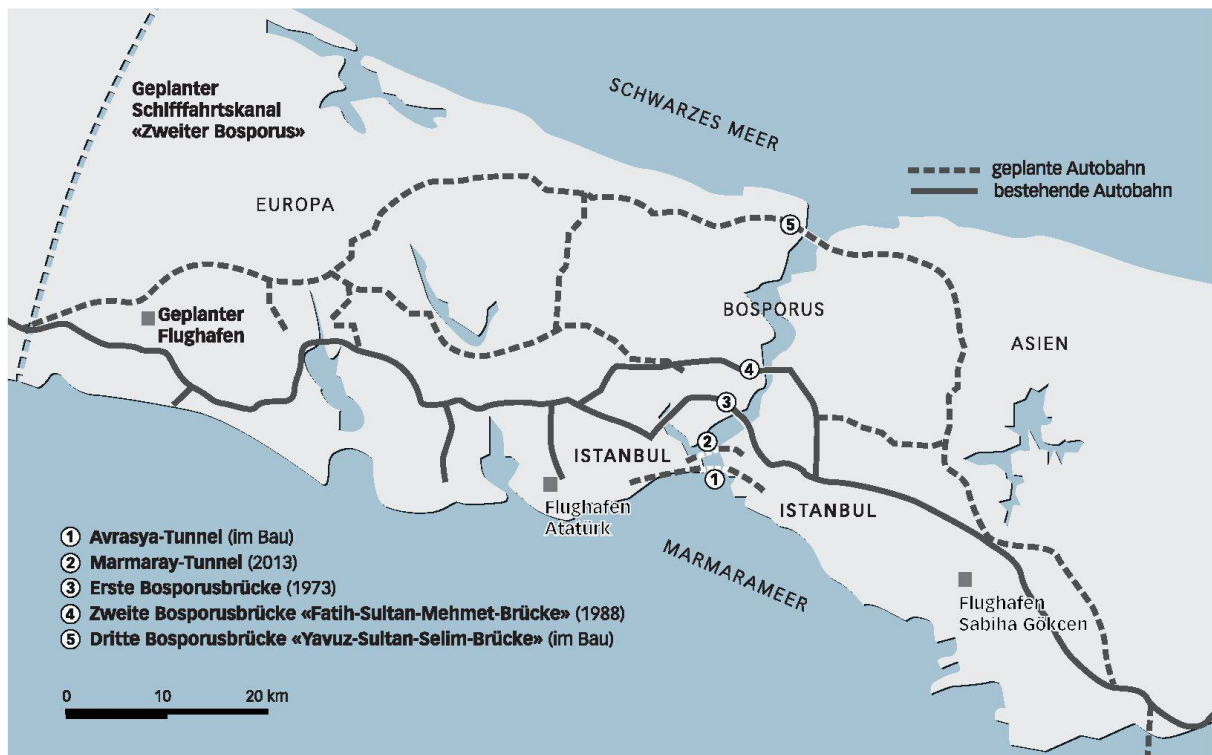 Geplanter
Schifffahrtskanal
«Zweiter Bosporus»
SCHWARZES MEER
geplante Autobahn
bestehende Autobahn
EUROPA
5
BOSPORUS
Geplanter
Flughafen
ASIEN
4
3
2
ISTANBUL
1
Flughafen
Atatürk
ISTANBUL
MARMARAMEER
Flughafen
Sabiha Gökcen
1 Avrasya-Tunnel (im Bau)
2 Marmaray-Tunnel (2013)
3 Erste Bosporusbrücke (1973)
4 Zweite Bosporusbrücke «Fatih-Sultan-Mehmet-Brücke» (1988)
5 Dritte Bosporusbrücke «Yavuz-Sultan-Selim-Brücke» (im Bau)
0 10 20 km